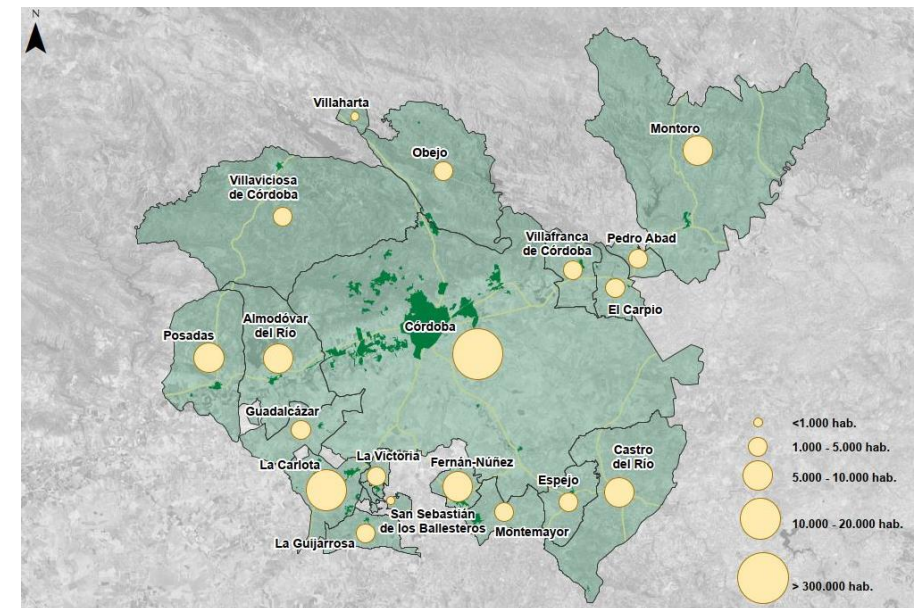 N
Villaharta
Montoro
Obejo
Villaviciosa
de Córdoba
Villafranca
de Córdoba
Pedro Abad
El Carpio
Almodóvar
del Río
Posadas
Córdoba
Guadalcázar
<1.000 hab.
1.000 - 5.000 hab.
5.000 - 10.000 hab.
10.000 - 20.000 hab.
> 300.000 hab.
La Carlota
La Victoria
Fernán-Núñez
Espejo
Castro
del Río
San Sebastián
de los Ballesteros
Montemayor
La Guijarrosa